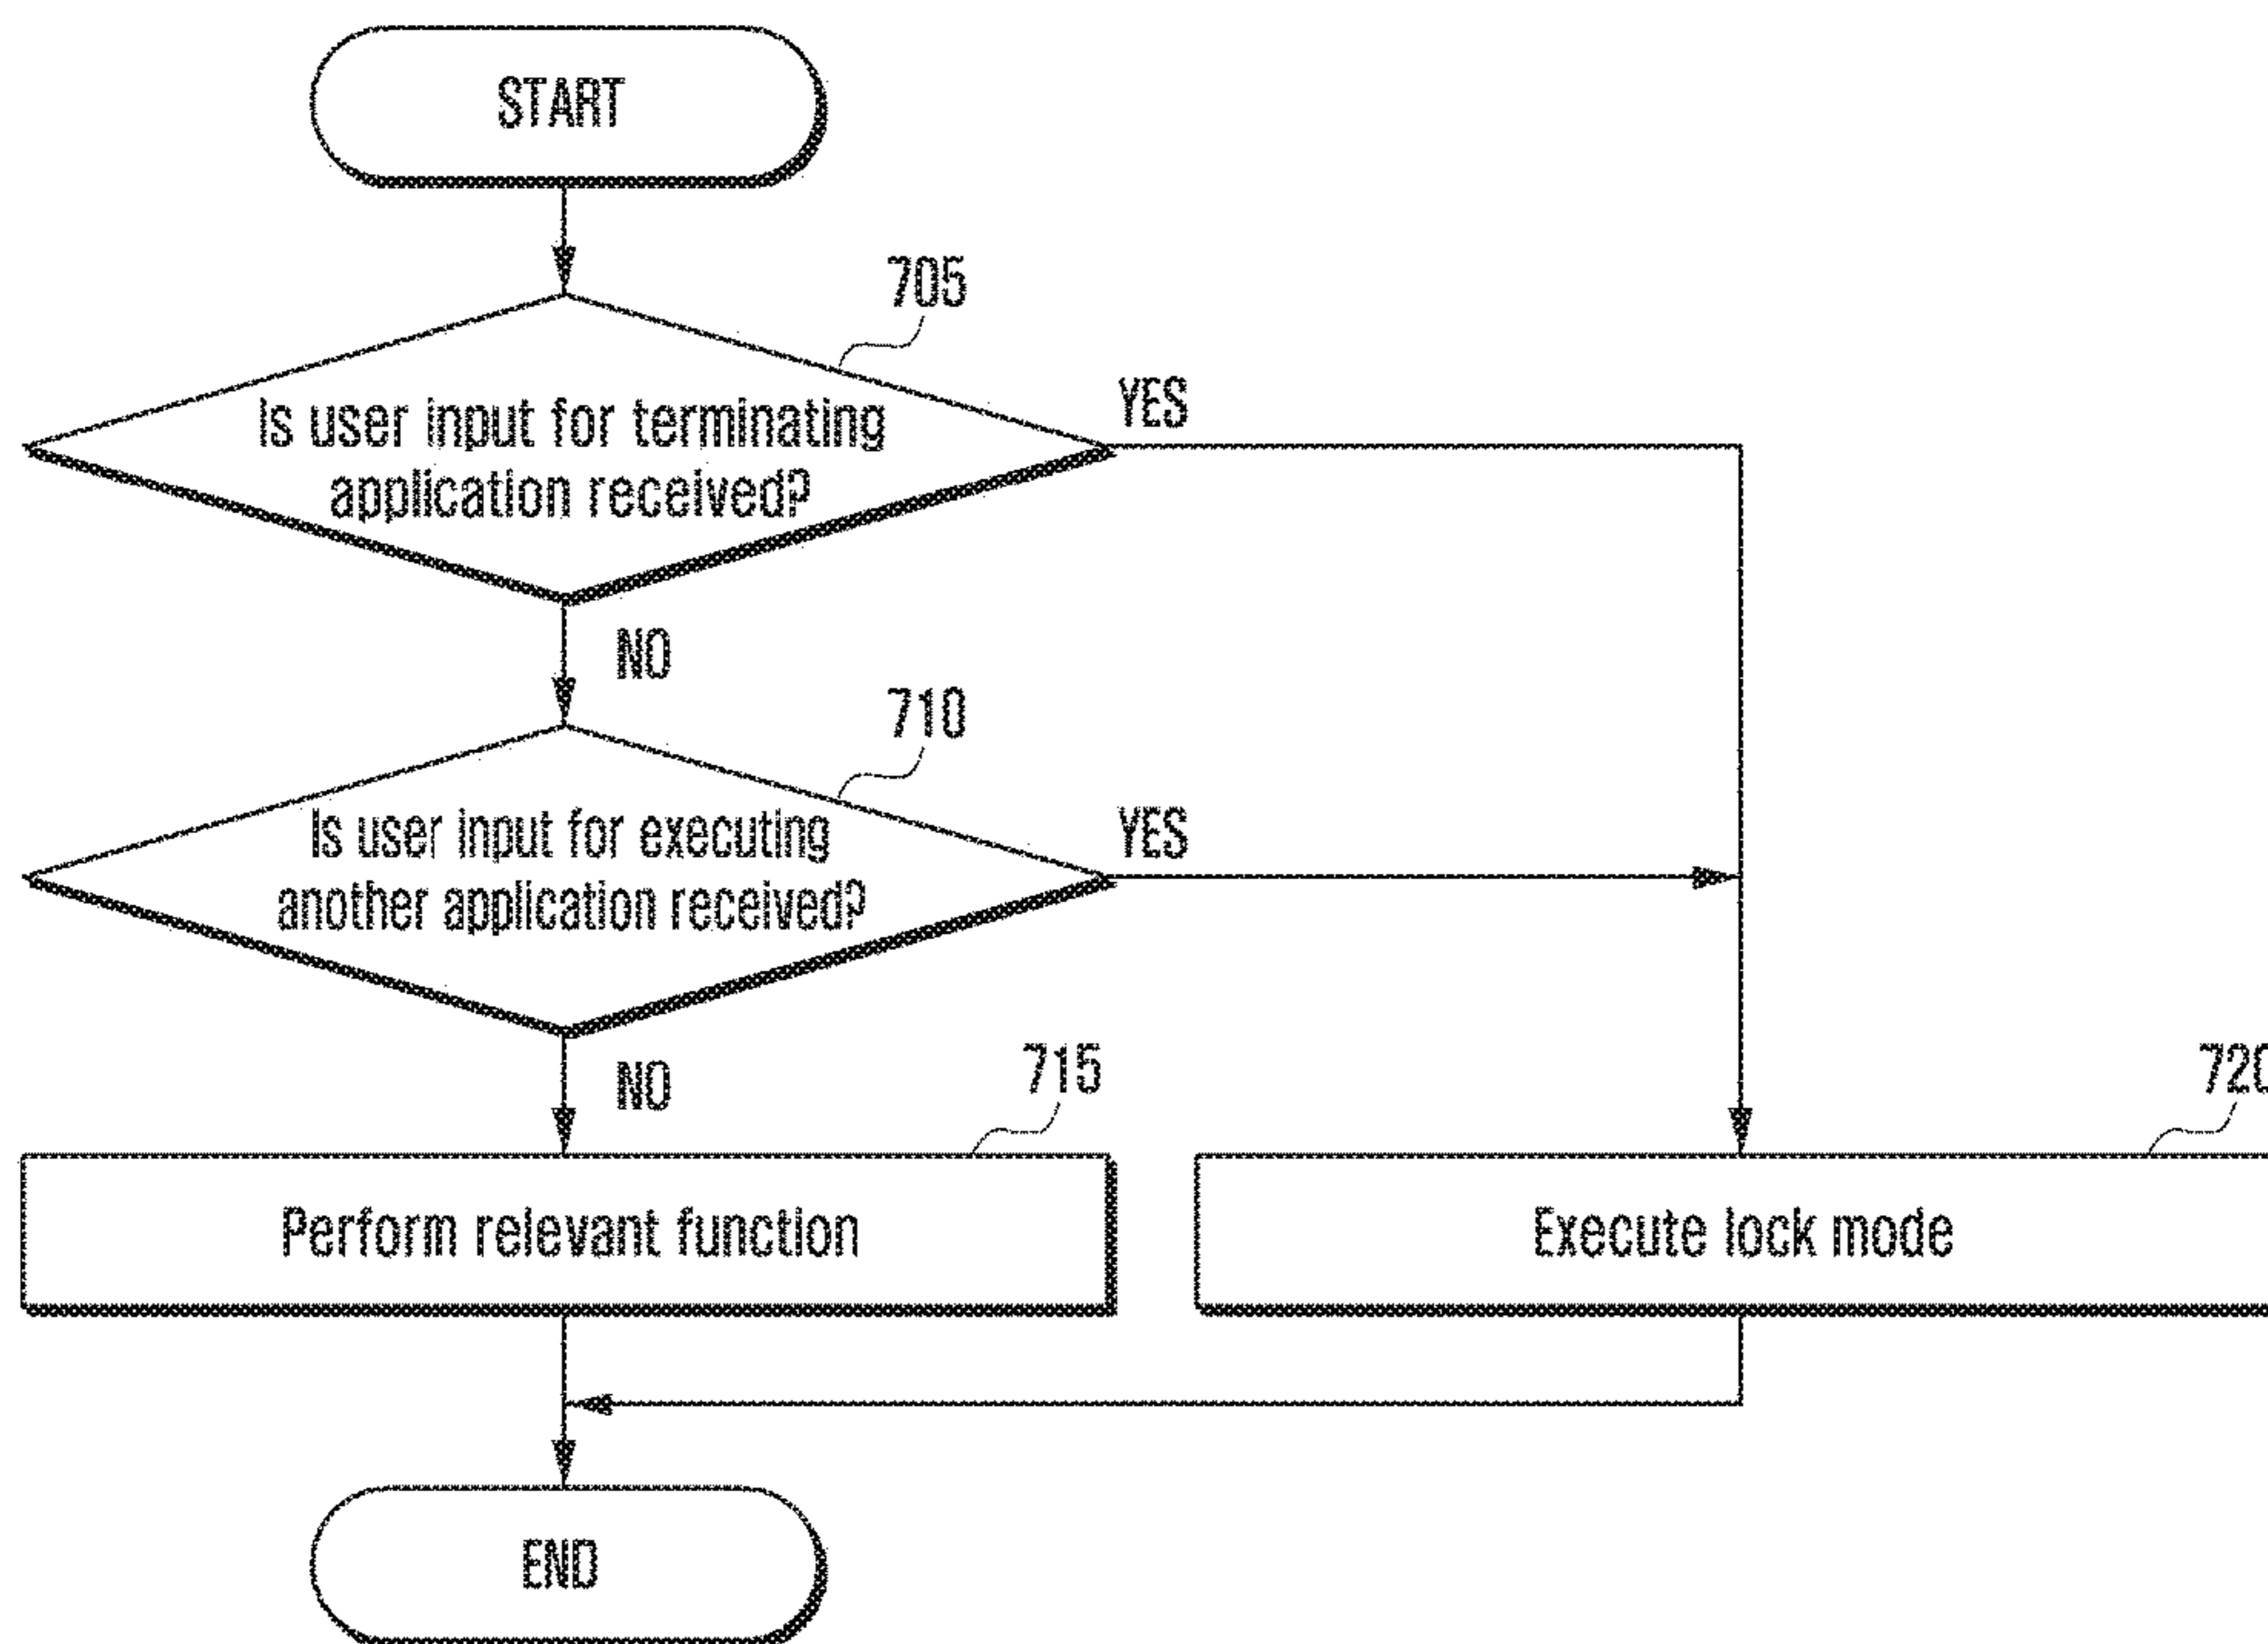 START
705
Is user input for terminating
application received?
YES
NO
710
Is user input for executing
another application received?
YES
NO
715
720
Perform relevant function
Execute lock mode
END